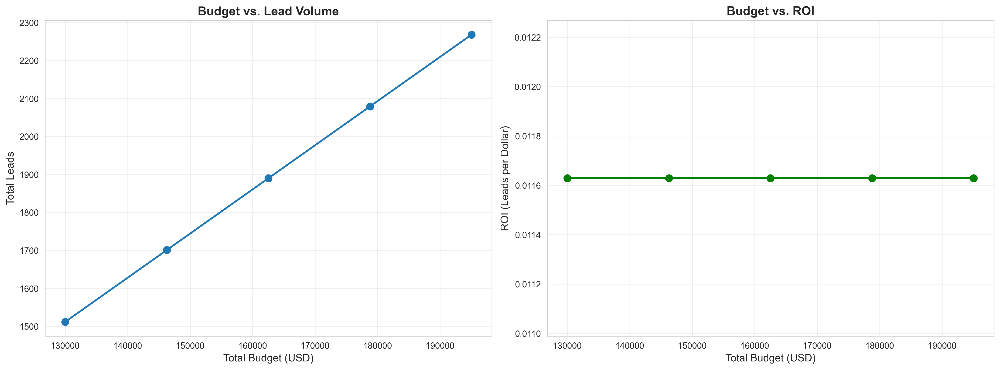 Budget vs. Lead Volume
2300
2200
2100
2000
1900
1800
1700
1600
1500
Total Leads
130000 140000 150000 160000 170000 180000 190000
Total Budget (USD)
Budget vs. ROI
0.0122
0.0120
0.0118
0.0116
0.0114
0.0112
0.0110
ROI (Leads per Dollar)
130000 140000 150000 160000 170000 180000 190000
Total Budget (USD)